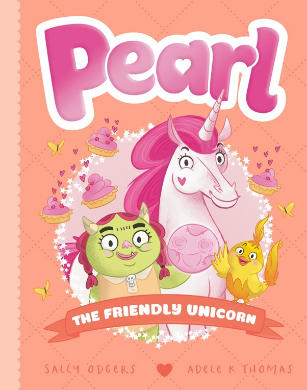 Pearl
THE FRIENDLY UNICORN
SALLY ODGERS ADELE K THOMAS